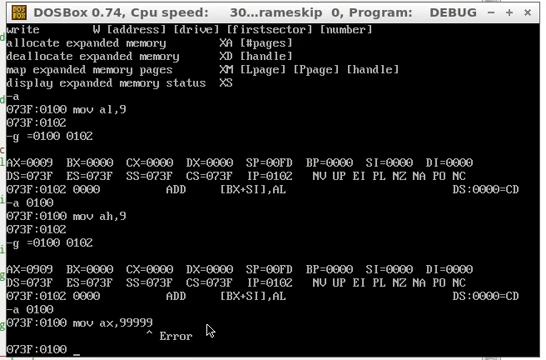 DOSBox 0.74, Cpu speed: 30...rameskip 0, Program: DEBUG
write W [address] [drive] [firstsector] [number]
allocate expanded memory XA [#pages]
deallocate expanded memory XD [handle]
map expanded memory pages XM [Lpage] [Ppage] [handle]
display expanded memory status XS
-a
073F:0100 mov al,9
073F:0102
-g =0100 0102
AX=0009 BX=0000 CX=0000 DX=0000 SP=00FD BP=0000 SI=0000 DI=0000
DS=073F ES=073F SS=073F CS=073F IP=0102 NV UP EI PL NZ NA PO NC
073F:0102 0000 ADD [BX+SI],AL DS:0000=CD
-a 0100
073F:0100 mov ah,9
073F:0102
-g =0100 0102
AX=0909 BX=0000 CX=0000 DX=0000 SP=00FD BP=0000 SI=0000 DI=0000
DS=073F ES=073F SS=073F CS=073F IP=0102 NV UP EI PL NZ NA PO NC
073F:0102 0000 ADD [BX+SI],AL DS:0000=CD
-a 0100
073F:0100 mov ax,99999
^ Error
073F:0100 _